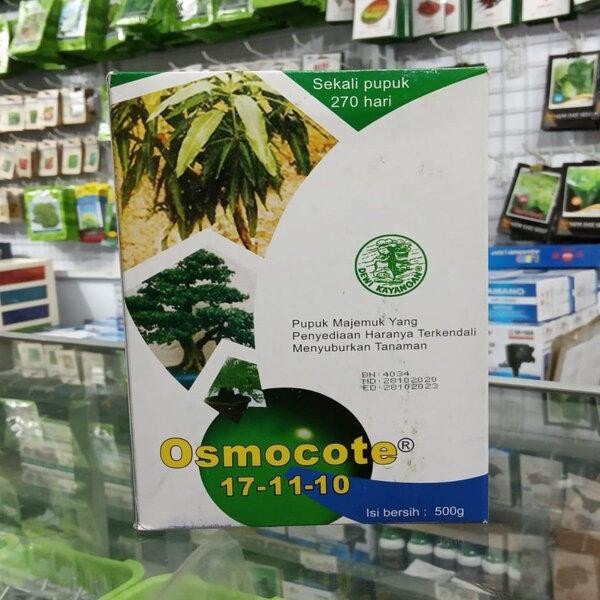 Sekali pupuk
270 hari
DEWI KAYANGAN®
Pupuk Majemuk Yang
Penyediaan Haranya Terkendali
Menyuburkan Tanaman
BN: 4034
MD: 28102020
ED: 28102023
Osmocote®
17-11-10
Isi bersih : 500g